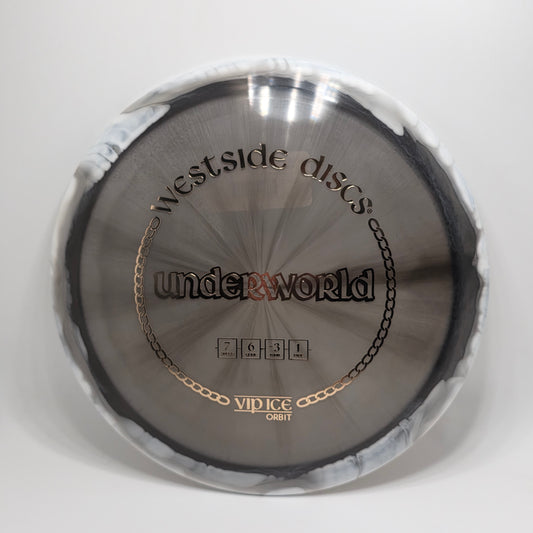 westside discs®
underworld
7 6 -3 1
VIP ICE
ORBIT